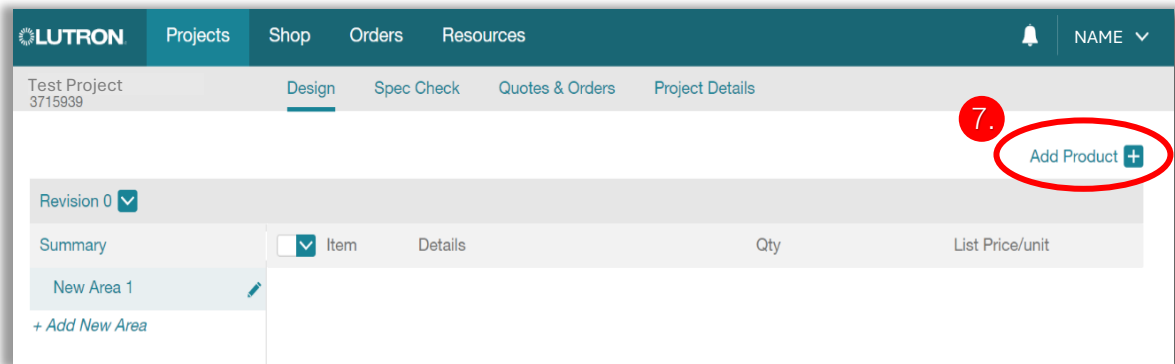 LUTRON. Projects Shop Orders Resources NAME
Test Project Design Spec Check Quotes & Orders Project Details
3715939
7.
Add Product +
Revision 0
Summary Item Details Qty List Price/unit
New Area 1
+ Add New Area